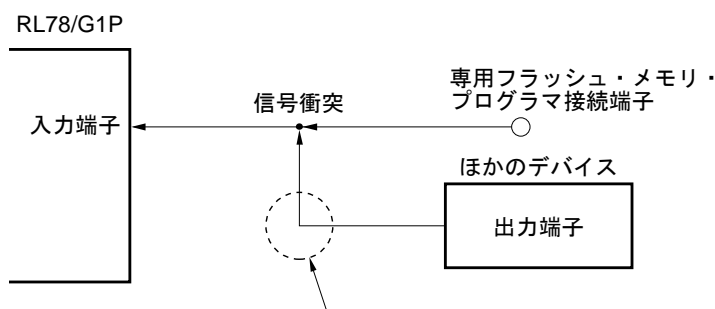 RL78/G1P
入力端子
信号衝突
専用フラッシュ・メモリ・
プログラマ接続端子
ほかのデバイス
出力端子